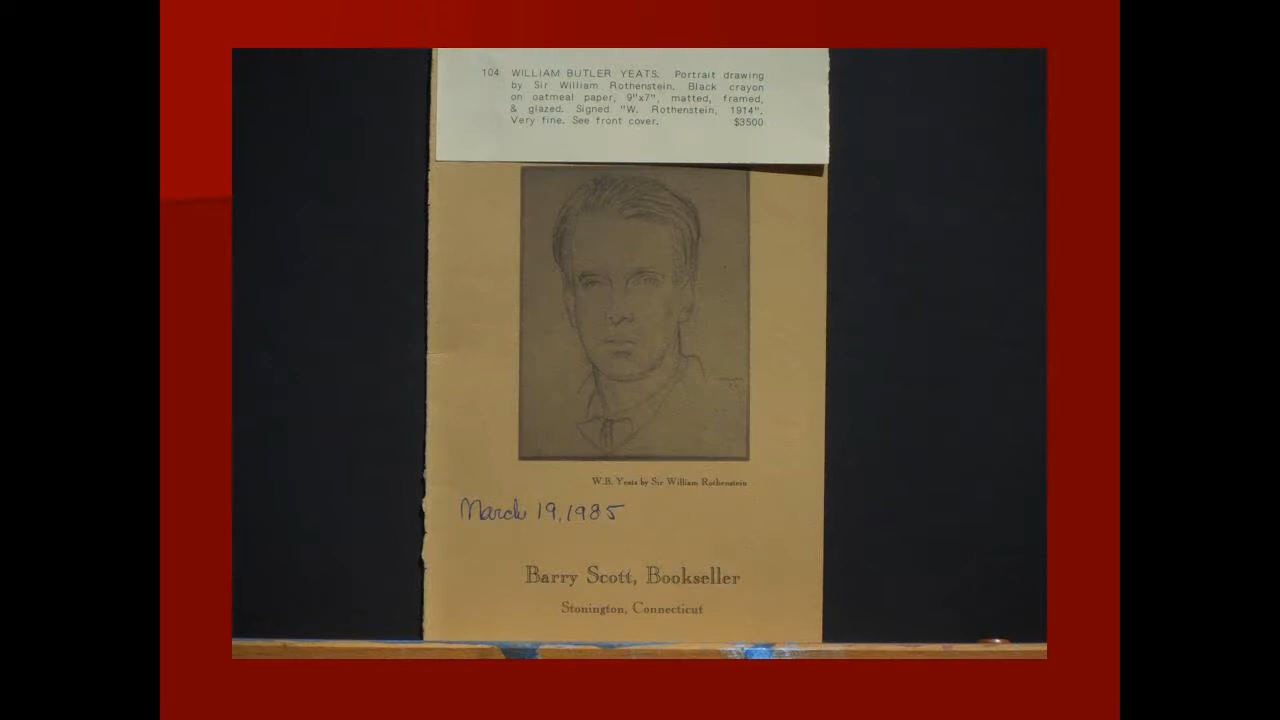 104 WILLIAM BUTLER YEATS. Portrait drawing
by Sir William Rothenstein. Black crayon
on oatmeal paper, 9"x7", matted, framed,
& glazed. Signed "W. Rothenstein, 1914".
Very fine. See front cover. $3500
W.B. Yeats by Sir William Rothenstein
March 19, 1985
Barry Scott, Bookseller
Stonington, Connecticut